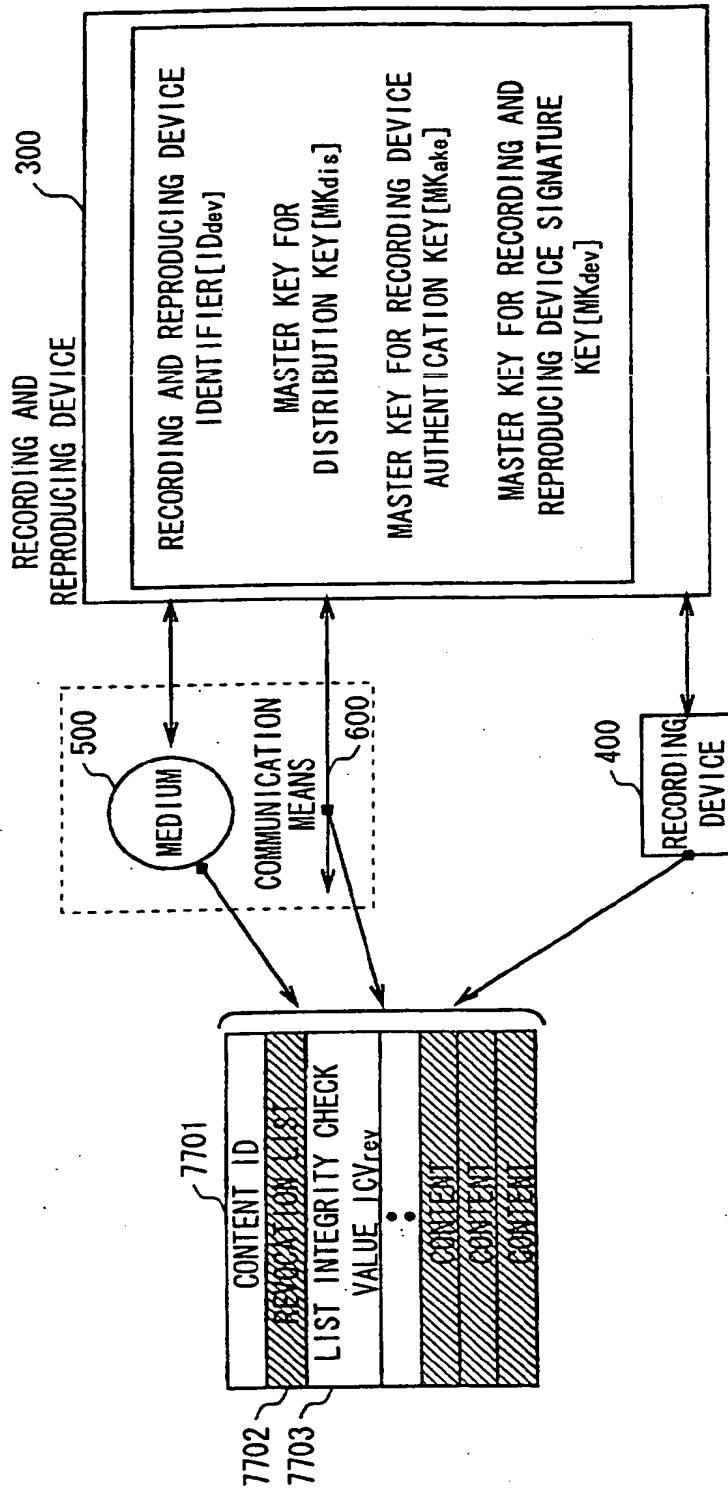 RECORDING AND
REPRODUCING DEVICE
300
RECORDING AND REPRODUCING DEVICE
IDENTIFIER[IDdev]
MASTER KEY FOR
DISTRIBUTION KEY[MKdis]
MASTER KEY FOR RECORDING DEVICE
AUTHENTICATION KEY[MKake]
MASTER KEY FOR RECORDING AND
REPRODUCING DEVICE SIGNATURE
KEY[MKdev]
500
MEDIUM
COMMUNICATION
MEANS
600
400
RECORDING
DEVICE
7701
CONTENT ID
REVOCATION LIST
LIST INTEGRITY CHECK
VALUE ICVrev
CONTENT
CONTENT
CONTENT
7702
7703